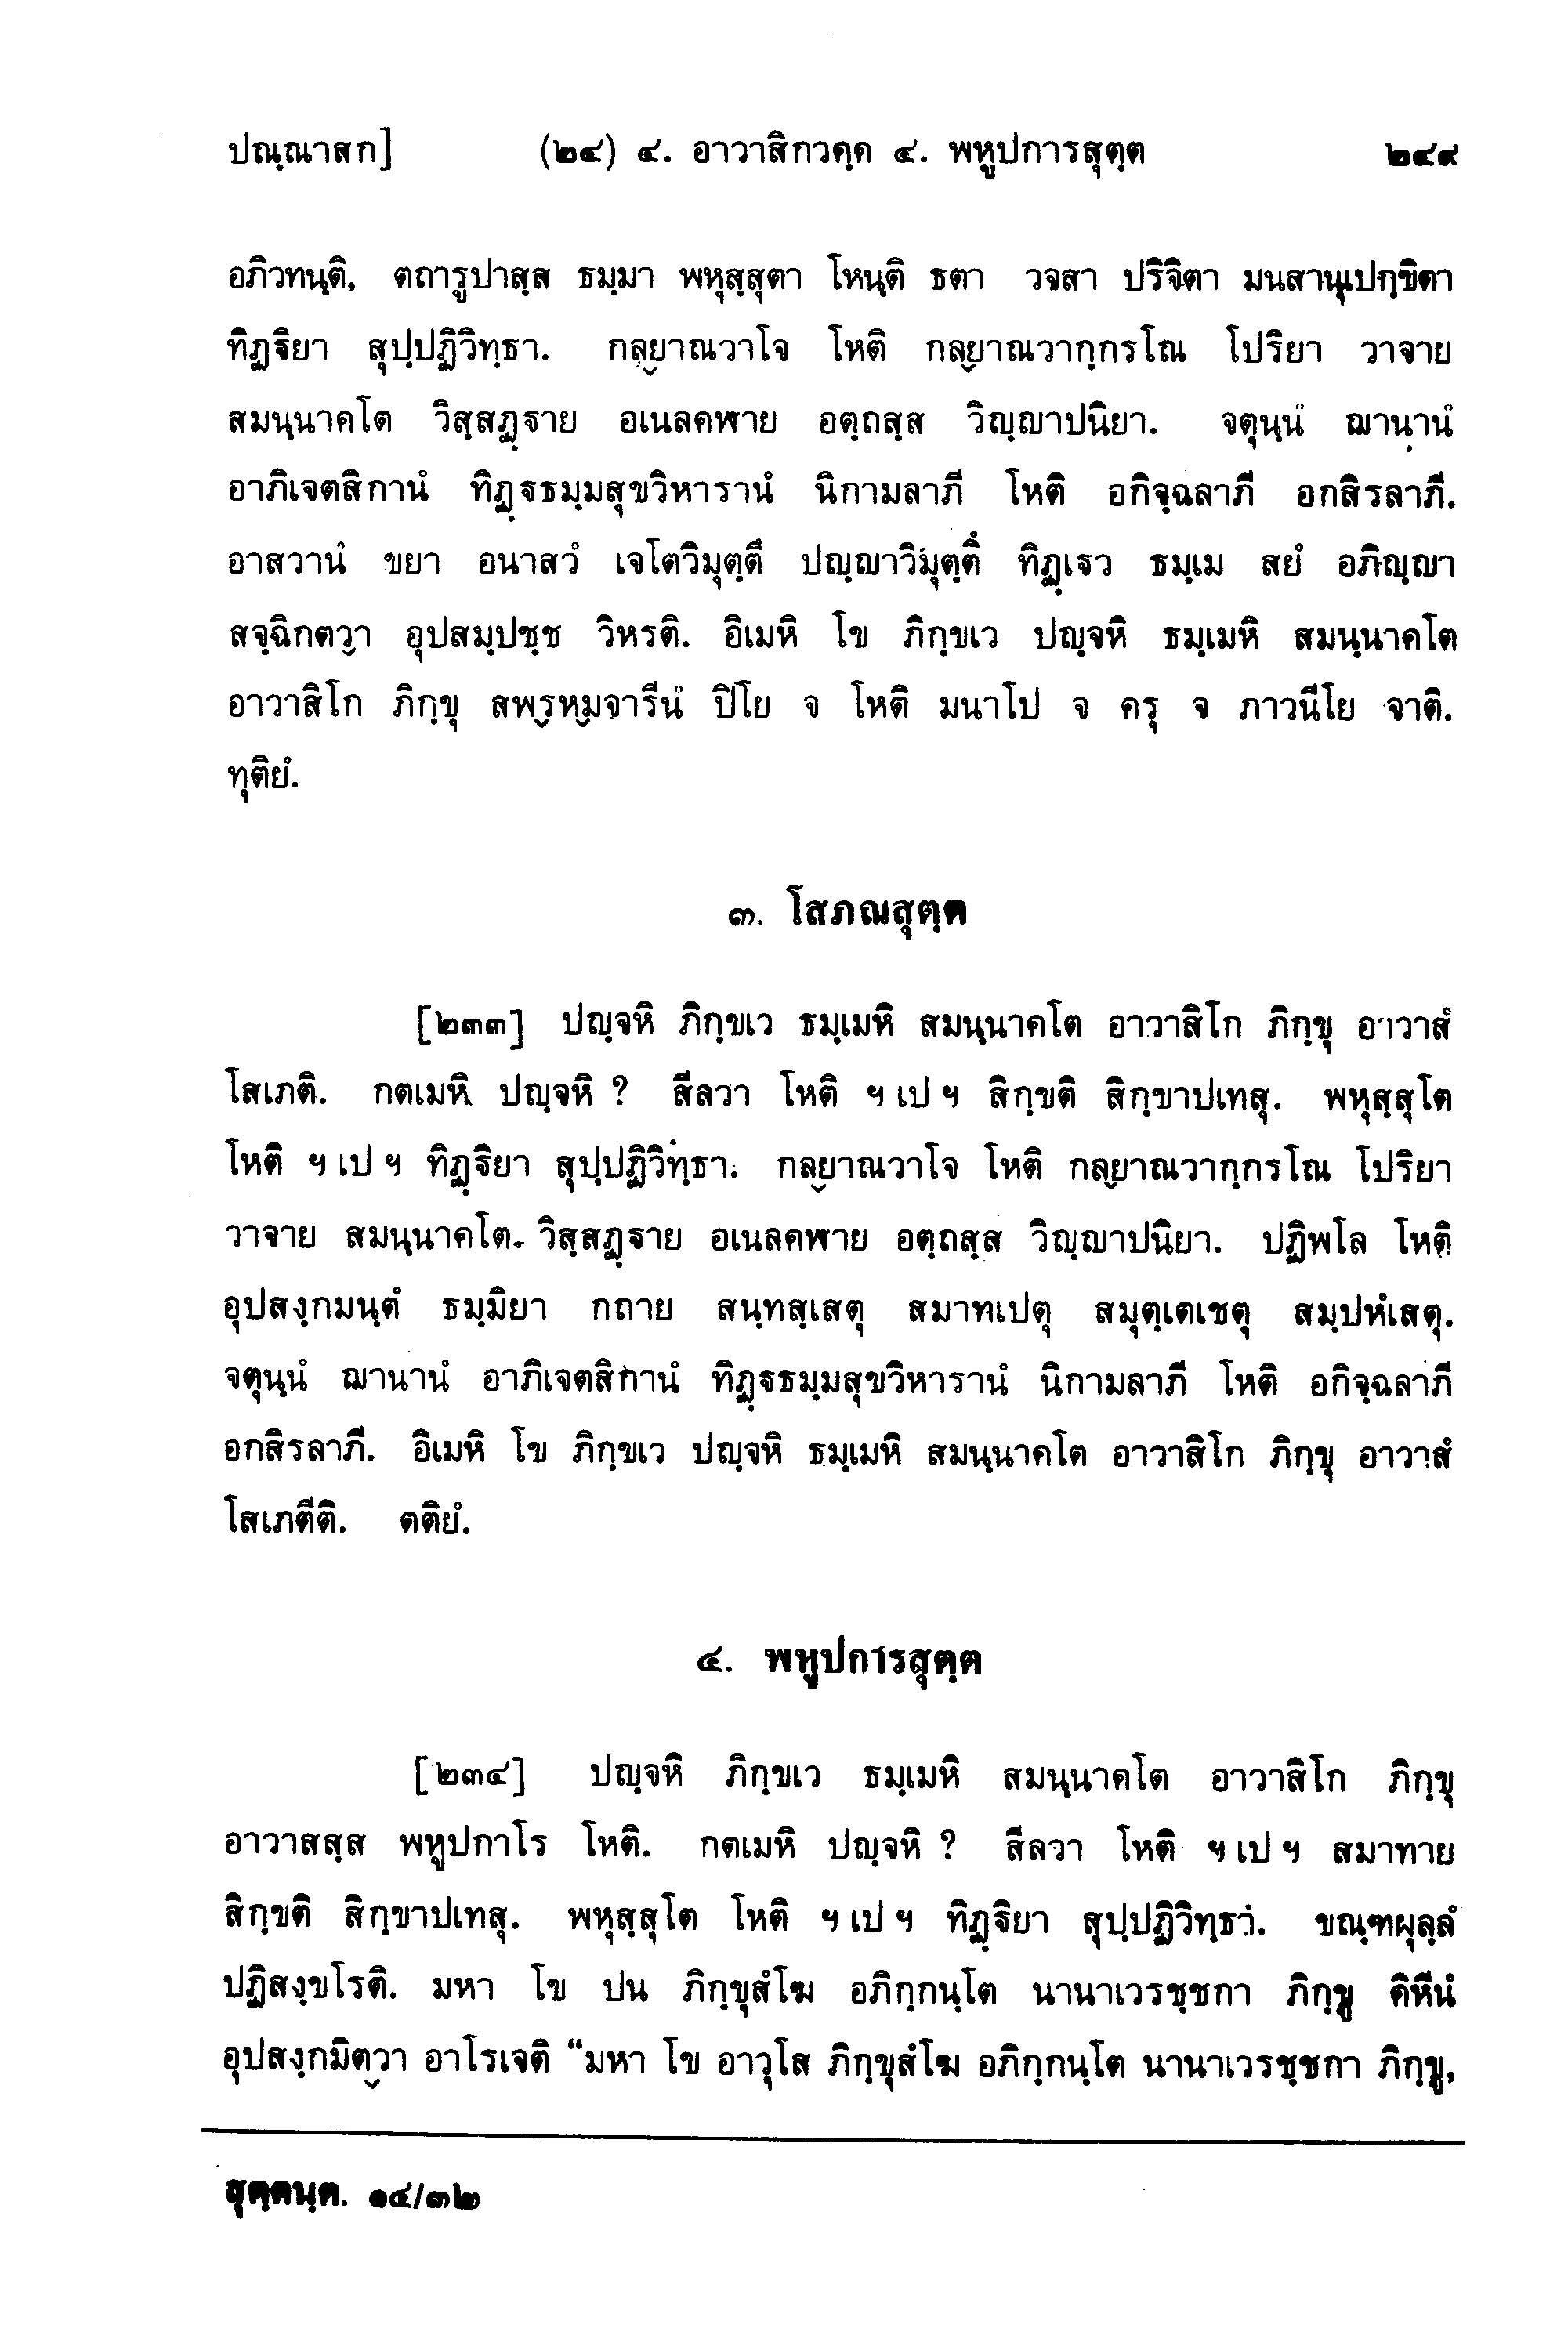 ปณฺณาสก] (๒๔) ๔. อาวาสิกวคฺค ๔. พหูปการสุตฺต ๒๔๙
อภิวทนฺติ, ตถารูปาสฺส ธมฺมา พหุสฺสุตา โหนฺติ ธตา วจสา ปริจิตา มนสานุเปกฺขิตา
ทิฏฺฐิยา สุปฺปฏิวิทฺธา. กลฺยาณวาโจ โหติ กลฺยาณวากฺกรโณ โปริยา วาจาย
สมนฺนาคโต วิสฺสฏฺฐาย อเนลคฬาย อตฺถสฺส วิญฺญาปนิยา. จตุนฺนํ ฌานานํ
อาภิเจตสิกานํ ทิฏฺฐธมฺมสุขวิหารานํ นิกามลาภี โหติ อกิจฺฉลาภี อกสิรลาภี.
อาสวานํ ขยา อนาสวํ เจโตวิมุตฺตึ ปญฺญาวิมุตฺตึ ทิฏฺเฐว ธมฺเม สยํ อภิญฺญา
สจฺฉิกตฺวา อุปสมฺปชฺช วิหรติ. อิเมหิ โข ภิกฺขเว ปญฺจหิ ธมฺเมหิ สมนฺนาคโต
อาวาสิโก ภิกฺขุ สพฺรหฺมจารีนํ ปิโย จ โหติ มนาโป จ ครุ จ ภาวนีโย จาติ.
ทุติยํ.
๓. โสภณสุตฺต
[๒๓๓] ปญฺจหิ ภิกฺขเว ธมฺเมหิ สมนฺนาคโต อาวาสิโก ภิกฺขุ อาวาสํ
โสเภติ. กตเมหิ ปญฺจหิ ? สีลวา โหติ ฯ เป ฯ สิกฺขติ สิกฺขาปเทสุ. พหุสฺสุโต
โหติ ฯ เป ฯ ทิฏฺฐิยา สุปฺปฏิวิทฺธา. กลฺยาณวาโจ โหติ กลฺยาณวากฺกรโณ โปริยา
วาจาย สมนฺนาคโต วิสฺสฏฺฐาย อเนลคฬาย อตฺถสฺส วิญฺญาปนิยา. ปฏิพโล โหติ
อุปสงฺกมนฺตํ ธมฺมิยา กถาย สนฺทสฺเสตุ สมาทเปตุ สมุตฺเตเชตุ สมฺปหํเสตุ.
จตุนฺนํ ฌานานํ อาภิเจตสิกานํ ทิฏฺฐธมฺมสุขวิหารานํ นิกามลาภี โหติ อกิจฺฉลาภี
อกสิรลาภี. อิเมหิ โข ภิกฺขเว ปญฺจหิ ธมฺเมหิ สมนฺนาคโต อาวาสิโก ภิกฺขุ อาวาสํ
โสเภตีติ. ตติยํ.
๔. พหูปการสุตฺต
[๒๓๔] ปญฺจหิ ภิกฺขเว ธมฺเมหิ สมนฺนาคโต อาวาสิโก ภิกฺขุ
อาวาสสฺส พหูปกาโร โหติ. กตเมหิ ปญฺจหิ ? สีลวา โหติ ฯ เป ฯ สมาทาย
สิกฺขติ สิกฺขาปเทสุ. พหุสฺสุโต โหติ ฯ เป ฯ ทิฏฺฐิยา สุปฺปฏิวิทฺธา. ขณฺฑผุลฺลํ
ปฏิสงฺขโรติ. มหา โข ปน ภิกฺขุสํโฆ อภิกฺกนฺโต นานาเวรชฺชกา ภิกฺขู คิหีนํ
อุปสงฺกมิตฺวา อาโรเจติ “มหา โข อาวุโส ภิกฺขุสํโฆ อภิกฺกนฺโต นานาเวรชฺชกา ภิกฺขู,
สุตฺตนฺต. ๑๔/๓๒